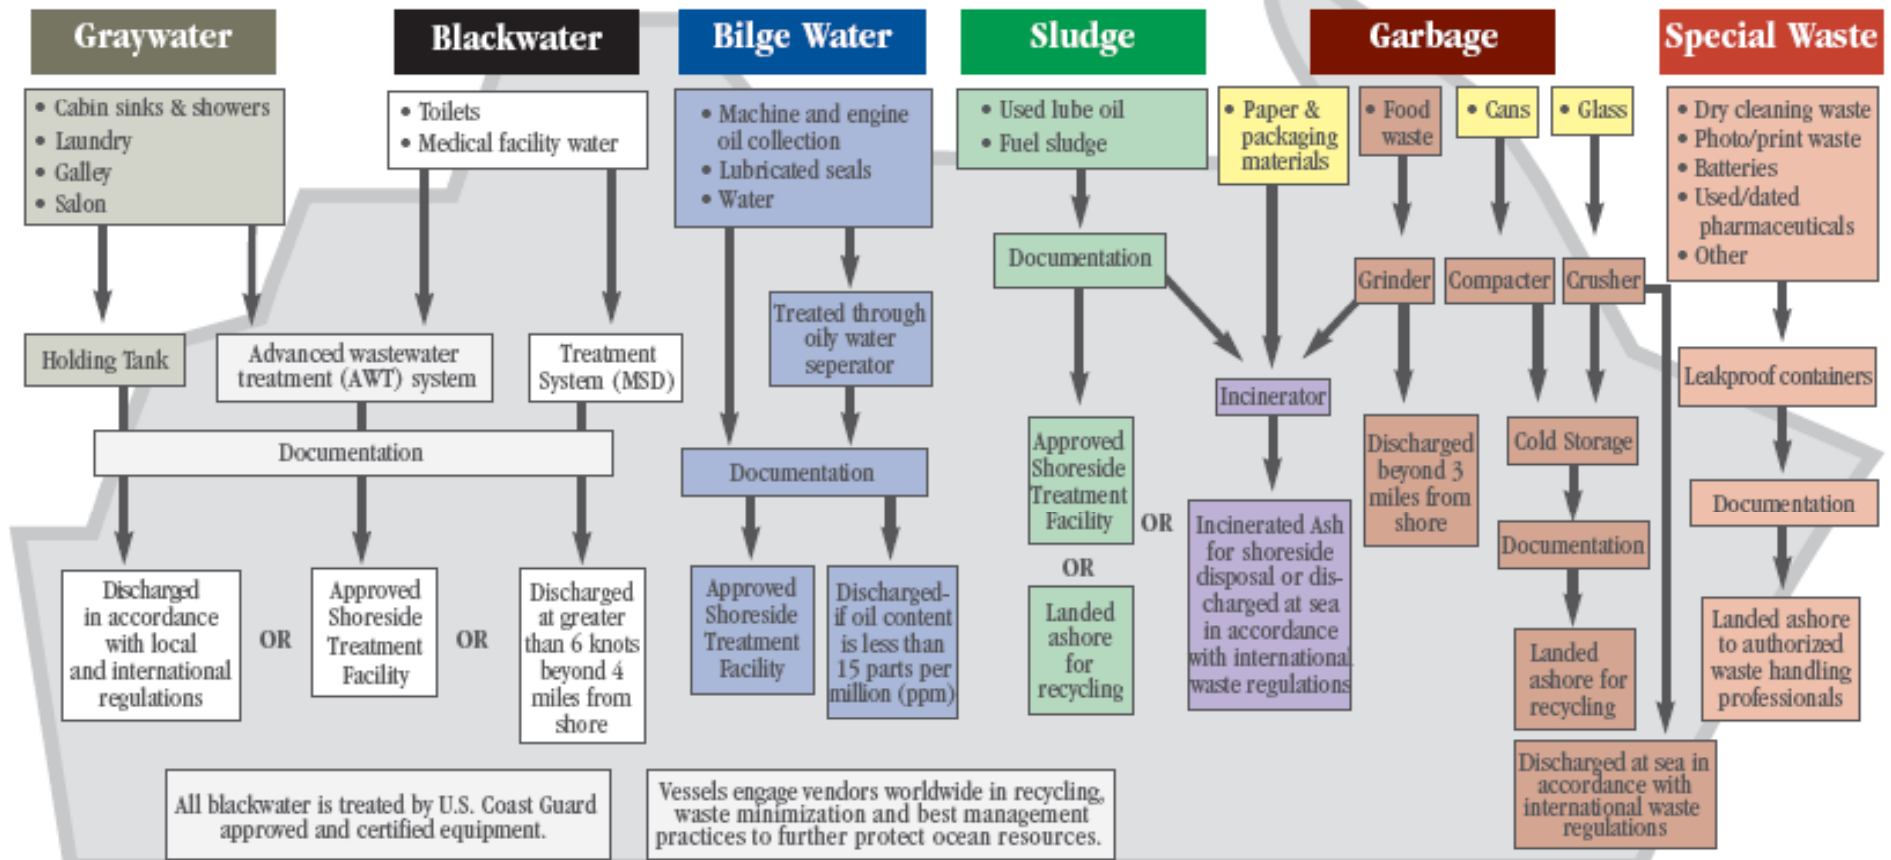 Graywater
Blackwater
Bilge Water
Sludge
Garbage
Special Waste
• Cabin sinks & showers
• Laundry
• Galley
• Salon
• Toilets
• Medical facility water
• Machine and engine
oil collection
• Lubricated seals
• Water
• Used lube oil
• Fuel sludge
• Paper &
packaging
materials
• Food
waste
• Cans
• Glass
• Dry cleaning waste
• Photo/print waste
• Batteries
• Used/dated
pharmaceuticals
• Other
Documentation
Grinder
Compacter
Crusher
Treated through
oily water
seperator
Holding Tank
Advanced wastewater
treatment (AWT) system
Treatment
System (MSD)
Leakproof containers
Incinerator
Documentation
Documentation
Approved
Shoreside
Treatment
Facility
OR
Discharged
beyond 3
miles from
shore
Cold Storage
Documentation
Documentation
Discharged
in accordance
with local
and international
regulations
OR
Approved
Shoreside
Treatment
Facility
OR
Discharged
at greater
than 6 knots
beyond 4
miles from
shore
Approved
Shoreside
Treatment
Facility
Discharged-
if oil content
is less than
15 parts per
million (ppm)
OR
Landed
ashore
for
recycling
Incinerated Ash
for shoreside
disposal or dis-
charged at sea
in accordance
with international
waste regulations
Landed
ashore for
recycling
Landed ashore
to authorized
waste handling
professionals
Discharged at sea in
accordance with
international waste
regulations
All blackwater is treated by U.S. Coast Guard
approved and certified equipment.
Vessels engage vendors worldwide in recycling,
waste minimization and best management
practices to further protect ocean resources.